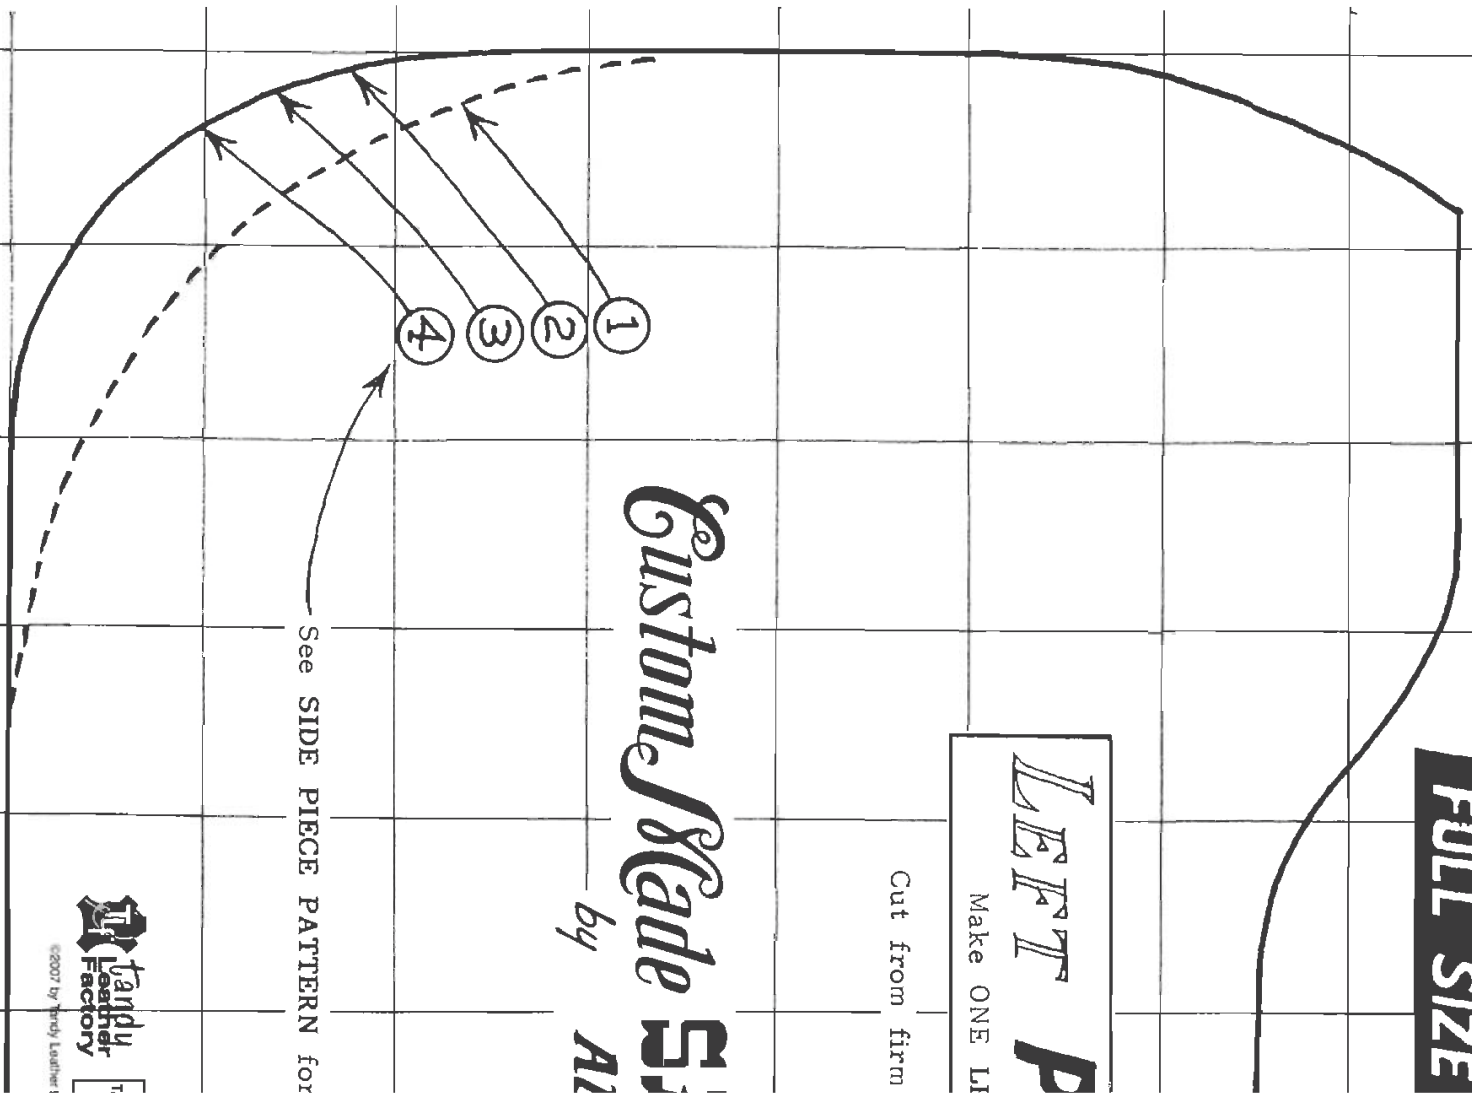 FULL SIZE
LEFT
Make ONE
Cut from firm
Custom Made
by
1
2
3
4
See SIDE PIECE PATTERN for
tandy
Leather
Factory
©2007 by Tandy Leather